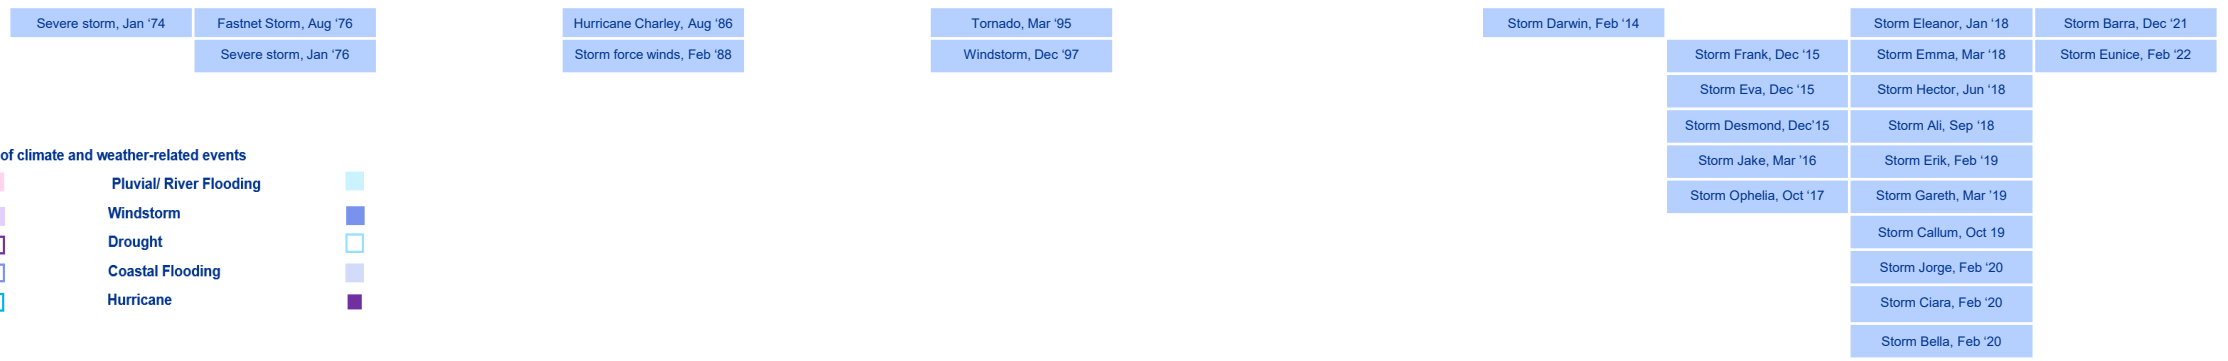 Severe storm, Jan ‘74
Fastnet Storm, Aug ‘76
Hurricane Charley, Aug ‘86
Tornado, Mar ‘95
Storm Darwin, Feb ‘14
Storm Eleanor, Jan ‘18
Storm Barra, Dec ‘21
Severe storm, Jan ‘76
Storm force winds, Feb ‘88
Windstorm, Dec ‘97
Storm Frank, Dec ‘15
Storm Emma, Mar ‘18
Storm Eunice, Feb ‘22
Storm Eva, Dec ‘15
Storm Hector, Jun ‘18
Storm Desmond, Dec’15
Storm Ali, Sep ‘18
Storm Jake, Mar ’16
Storm Erik, Feb ‘19
Storm Ophelia, Oct ‘17
Storm Gareth, Mar ’19
Storm Callum, Oct 19
Storm Jorge, Feb ‘20
Storm Ciara, Feb ‘20
Storm Bella, Feb ‘20
of climate and weather-related events
Pluvial/ River Flooding
Windstorm
Drought
Coastal Flooding
Hurricane